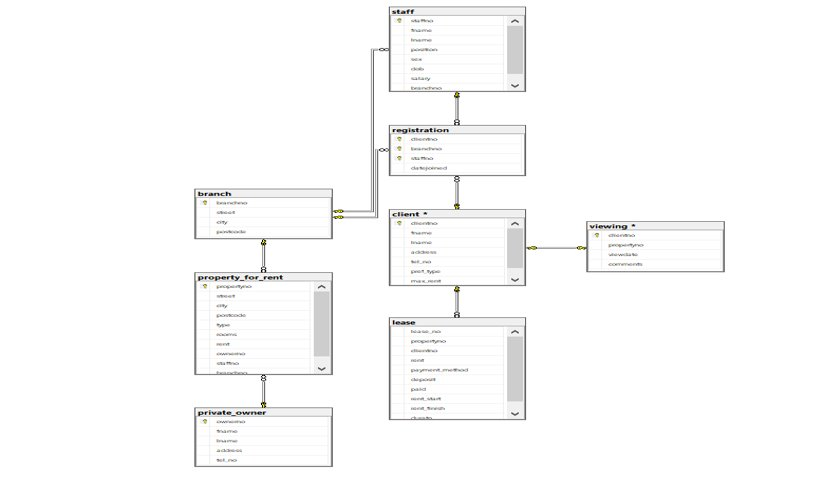 staff
staffno
fname
lname
position
sex
dob
salary
branchno
registration
clientno
branchno
staffno
datejoined
branch
branchno
street
city
postcode
client *
clientno
fname
lname
address
tel_no
pref_type
max_rent
viewing *
clientno
propertyno
viewdate
comments
property_for_rent
propertyno
street
city
postcode
type
rooms
rent
ownerno
staffno
branchno
lease
lease_no
propertyno
clientno
rent
payment_method
deposit
paid
rent_start
rent_finish
private_owner
ownerno
fname
lname
address
tel_no